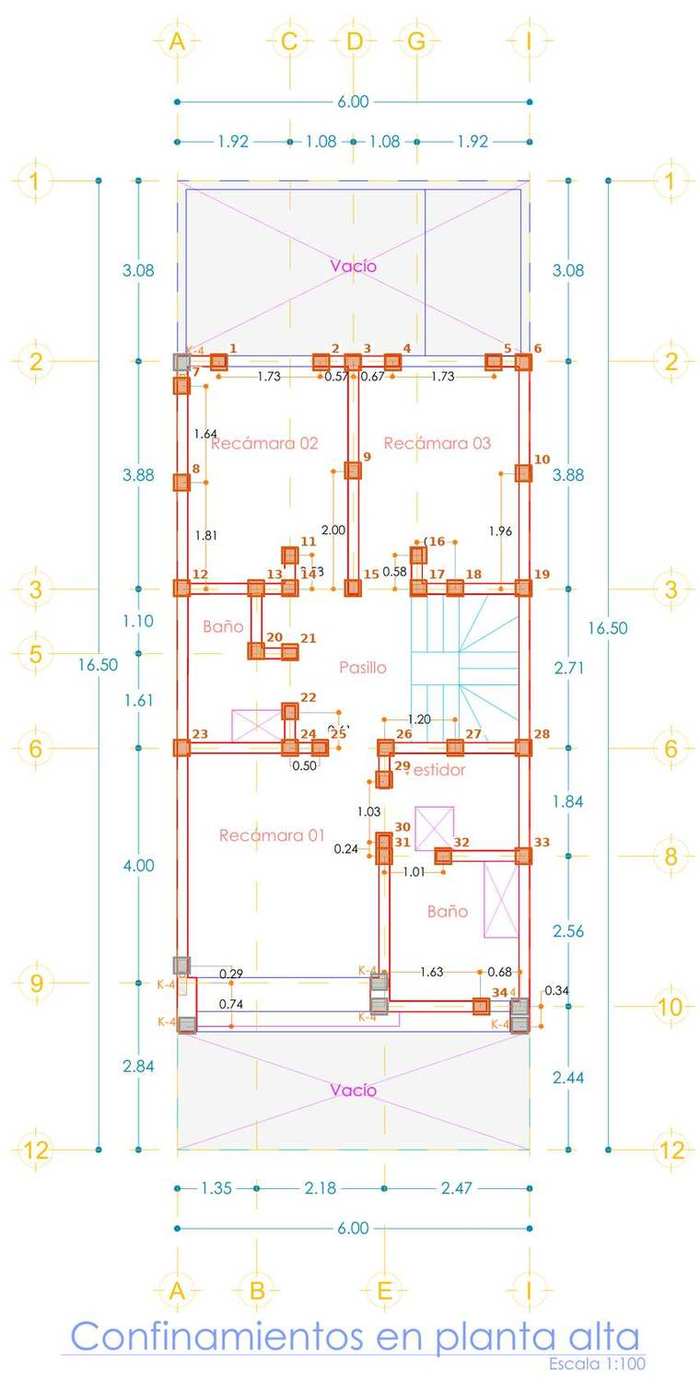 A C D G I
6.00
1.92 1.08 1.08 1.92
1 1
3.08 Vacío 3.08
K-4 1 2 3 4 5 6
2 2
7 1.73 0.57 0.67 1.73
1.64
Recámara 02 Recámara 03
8 9 10
3.88 3.88
1.81 2.00 1.96
11 16
0.58
12 13 14 15 17 18 19
3 3
1.10 Baño 16.50
20 21
5
16.50 Pasillo 2.71
1.61
22
1.20
23 24 25 26 27 28
6 6
0.50 29
1.84
1.03
Recámara 01 30
0.24 31 32 33
8
4.00 1.01
Baño 2.56
K-4 0.29 K-4 1.63 0.68
9 0.34
0.74 K-4 34 K-4 10
2.84 Vacío 2.44
12 12
1.35 2.18 2.47
6.00
A B E I
Confinamientos en planta alta
Escala 1:100